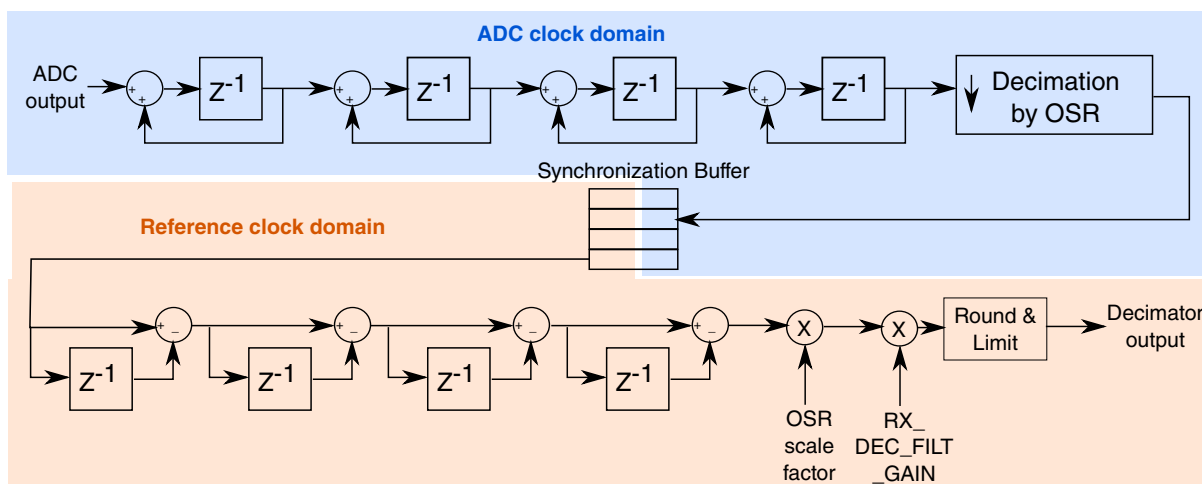 ADC clock domain
ADC
output
+
+
Z-1
+
+
Z-1
+
+
Z-1
+
+
Z-1
Decimation
by OSR
Synchronization Buffer
Reference clock domain
+
-
+
-
+
-
+
-
X
X
Round &
Limit
Decimator
output
Z-1
Z-1
Z-1
Z-1
OSR
scale
factor
RX_
DEC_FILT
_GAIN